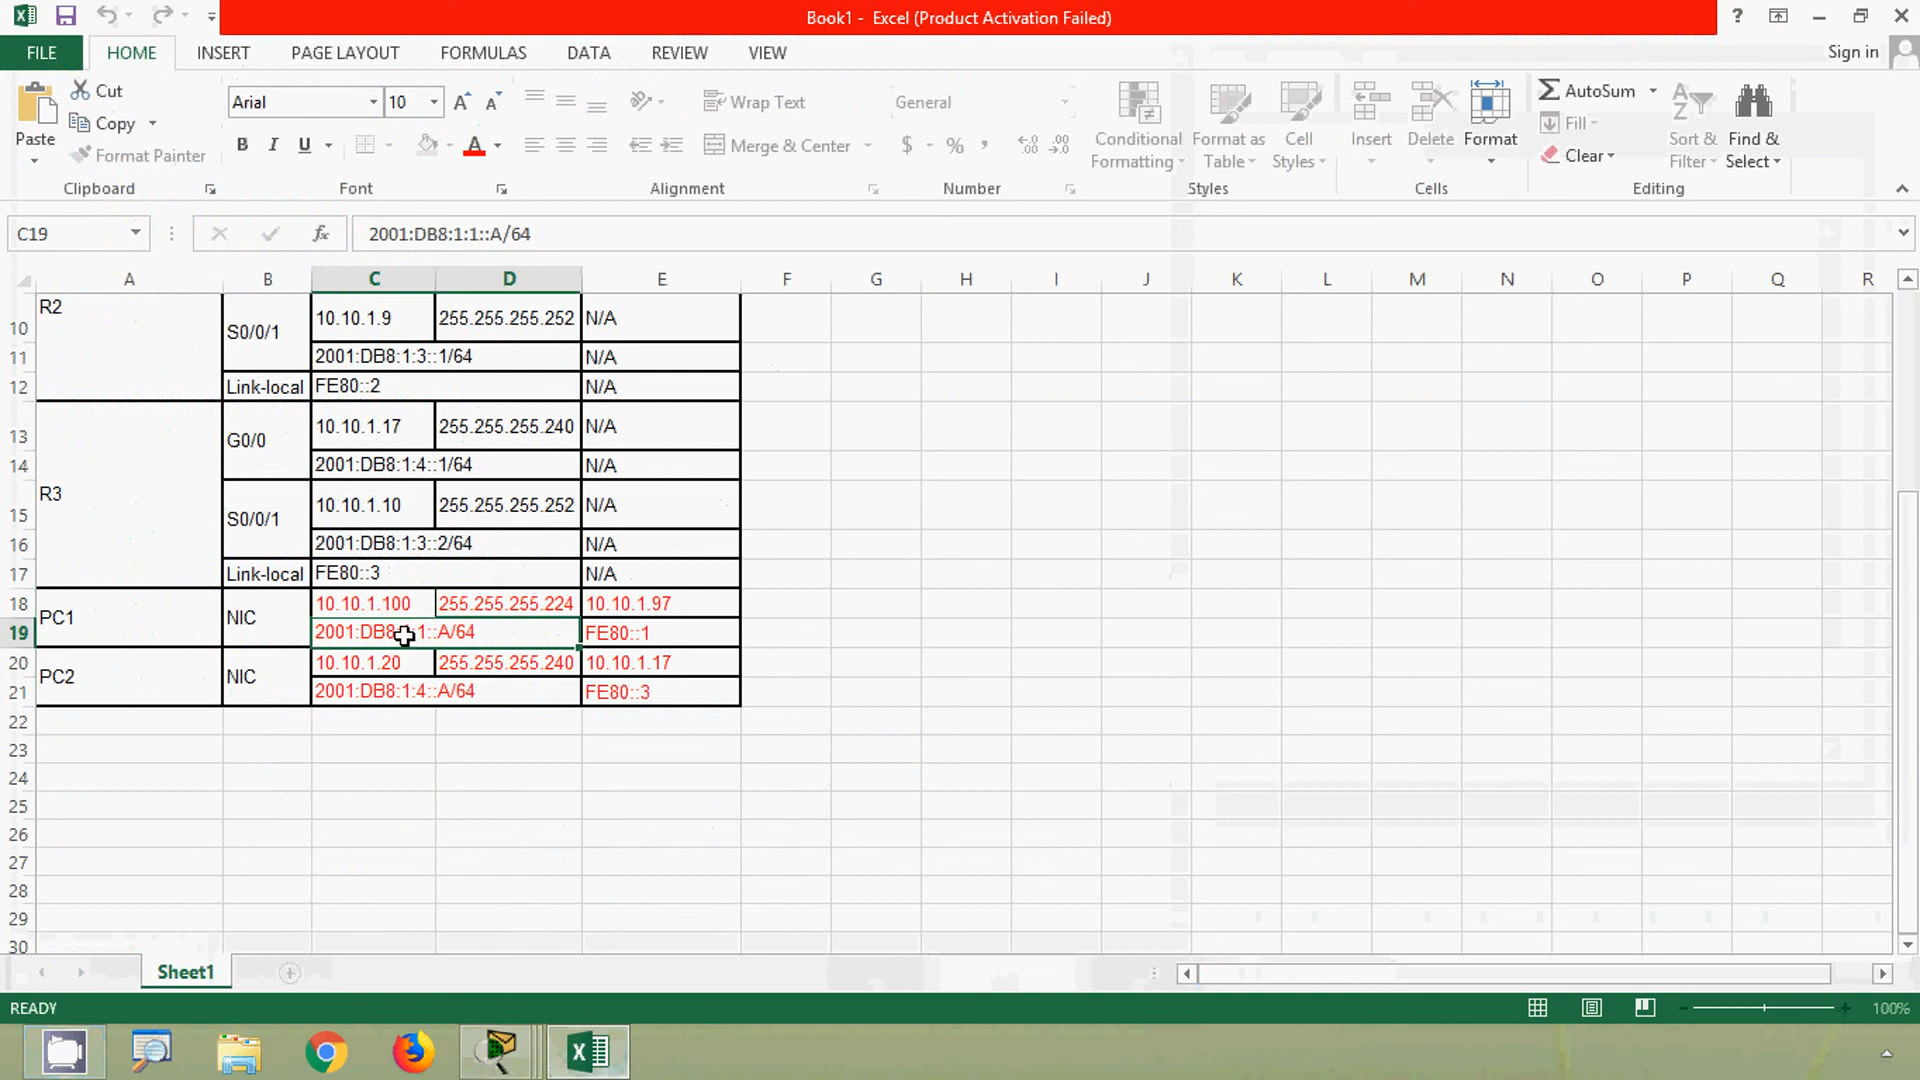 Book1 - Excel (Product Activation Failed)
?
FILE HOME INSERT PAGE LAYOUT FORMULAS DATA REVIEW VIEW Sign in
Paste
Cut
Copy
Format Painter
Clipboard
Arial 10
B I U
Font
Wrap Text
Merge & Center
Alignment
General
$ % ,
Number
Conditional Formatting
Format as Table
Cell Styles
Styles
Insert
Delete
Format
Cells
AutoSum
Fill
Clear
Sort & Filter
Find & Select
Editing
C19 fx 2001:DB8:1:1::A/64
A B C D E F G H I J K L M N O P Q R
R2
10 S0/0/1 10.10.1.9 255.255.255.252 N/A
11 2001:DB8:1:3::1/64 N/A
12 Link-local FE80::2 N/A
13 G0/0 10.10.1.17 255.255.255.240 N/A
14 2001:DB8:1:4::1/64 N/A
R3
15 S0/0/1 10.10.1.10 255.255.255.252 N/A
16 2001:DB8:1:3::2/64 N/A
17 Link-local FE80::3 N/A
18 PC1 NIC 10.10.1.100 255.255.255.224 10.10.1.97
19 2001:DB8:1:1::A/64 FE80::1
20 PC2 NIC 10.10.1.20 255.255.255.240 10.10.1.17
21 2001:DB8:1:4::A/64 FE80::3
22
23
24
25
26
27
28
29
30
Sheet1
READY 100%